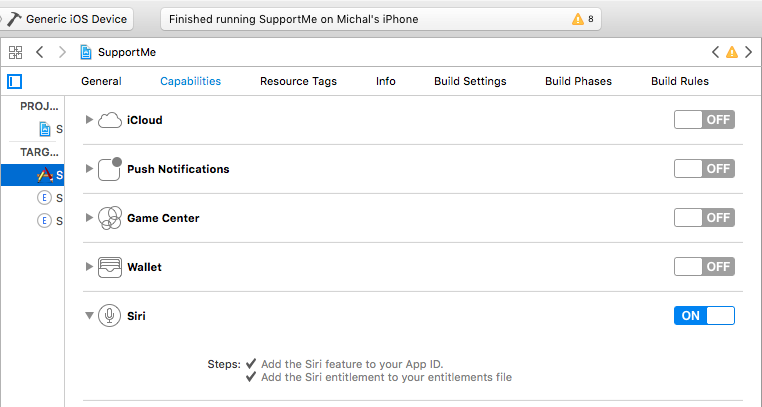 Generic iOS Device
Finished running SupportMe on Michal's iPhone
8
SupportMe
General
Capabilities
Resource Tags
Info
Build Settings
Build Phases
Build Rules
PROJ...
S
TARG...
S
E S
E S
iCloud
OFF
Push Notifications
OFF
Game Center
OFF
Wallet
OFF
Siri
ON
Steps: ✔ Add the Siri feature to your App ID.
✔ Add the Siri entitlement to your entitlements file